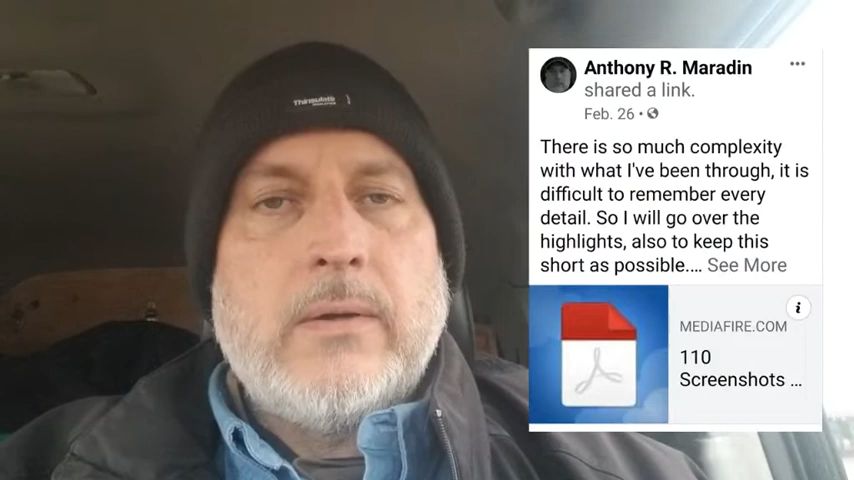 Thinsulate
Anthony R. Maradin
shared a link.
Feb. 26 •
There is so much complexity
with what I've been through, it is
difficult to remember every
detail. So I will go over the
highlights, also to keep this
short as possible.... See More
i
MEDIAFIRE.COM
110
Screenshots ...